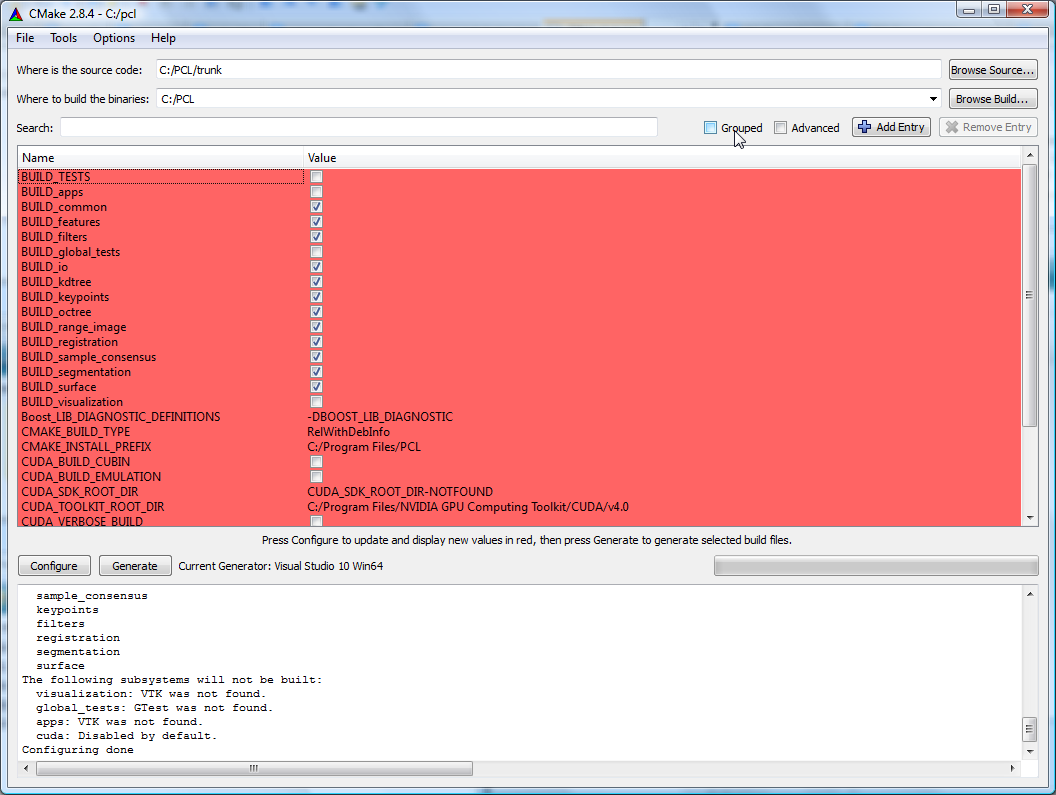 CMake 2.8.4 - C:/pcl
File Tools Options Help
Where is the source code: C:/PCL/trunk Browse Source...
Where to build the binaries: C:/PCL Browse Build...
Search: Grouped Advanced Add Entry Remove Entry
Name Value
BUILD_TESTS
BUILD_apps
BUILD_common
BUILD_features
BUILD_filters
BUILD_global_tests
BUILD_io
BUILD_kdtree
BUILD_keypoints
BUILD_octree
BUILD_range_image
BUILD_registration
BUILD_sample_consensus
BUILD_segmentation
BUILD_surface
BUILD_visualization
Boost_LIB_DIAGNOSTIC_DEFINITIONS -DBOOST_LIB_DIAGNOSTIC
CMAKE_BUILD_TYPE RelWithDebInfo
CMAKE_INSTALL_PREFIX C:/Program Files/PCL
CUDA_BUILD_CUBIN
CUDA_BUILD_EMULATION
CUDA_SDK_ROOT_DIR CUDA_SDK_ROOT_DIR-NOTFOUND
CUDA_TOOLKIT_ROOT_DIR C:/Program Files/NVIDIA GPU Computing Toolkit/CUDA/v4.0
CUDA_VERBOSE_BUILD
Press Configure to update and display new values in red, then press Generate to generate selected build files.
Configure Generate Current Generator: Visual Studio 10 Win64
sample_consensus
keypoints
filters
registration
segmentation
surface
The following subsystems will not be built:
visualization: VTK was not found.
global_tests: GTest was not found.
apps: VTK was not found.
cuda: Disabled by default.
Configuring done